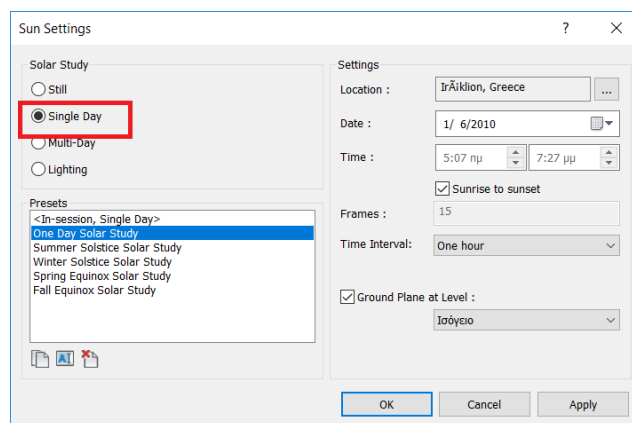 Sun Settings
?
Solar Study
Still
Single Day
Multi-Day
Lighting
Presets
<In-session, Single Day>
One Day Solar Study
Summer Solstice Solar Study
Winter Solstice Solar Study
Spring Equinox Solar Study
Fall Equinox Solar Study
Settings
Location :
IrÃiklion, Greece
...
Date :
1/ 6/2010
Time :
5:07 πμ
7:27 μμ
Sunrise to sunset
Frames :
15
Time Interval:
One hour
Ground Plane at Level :
Ισόγειο
OK
Cancel
Apply